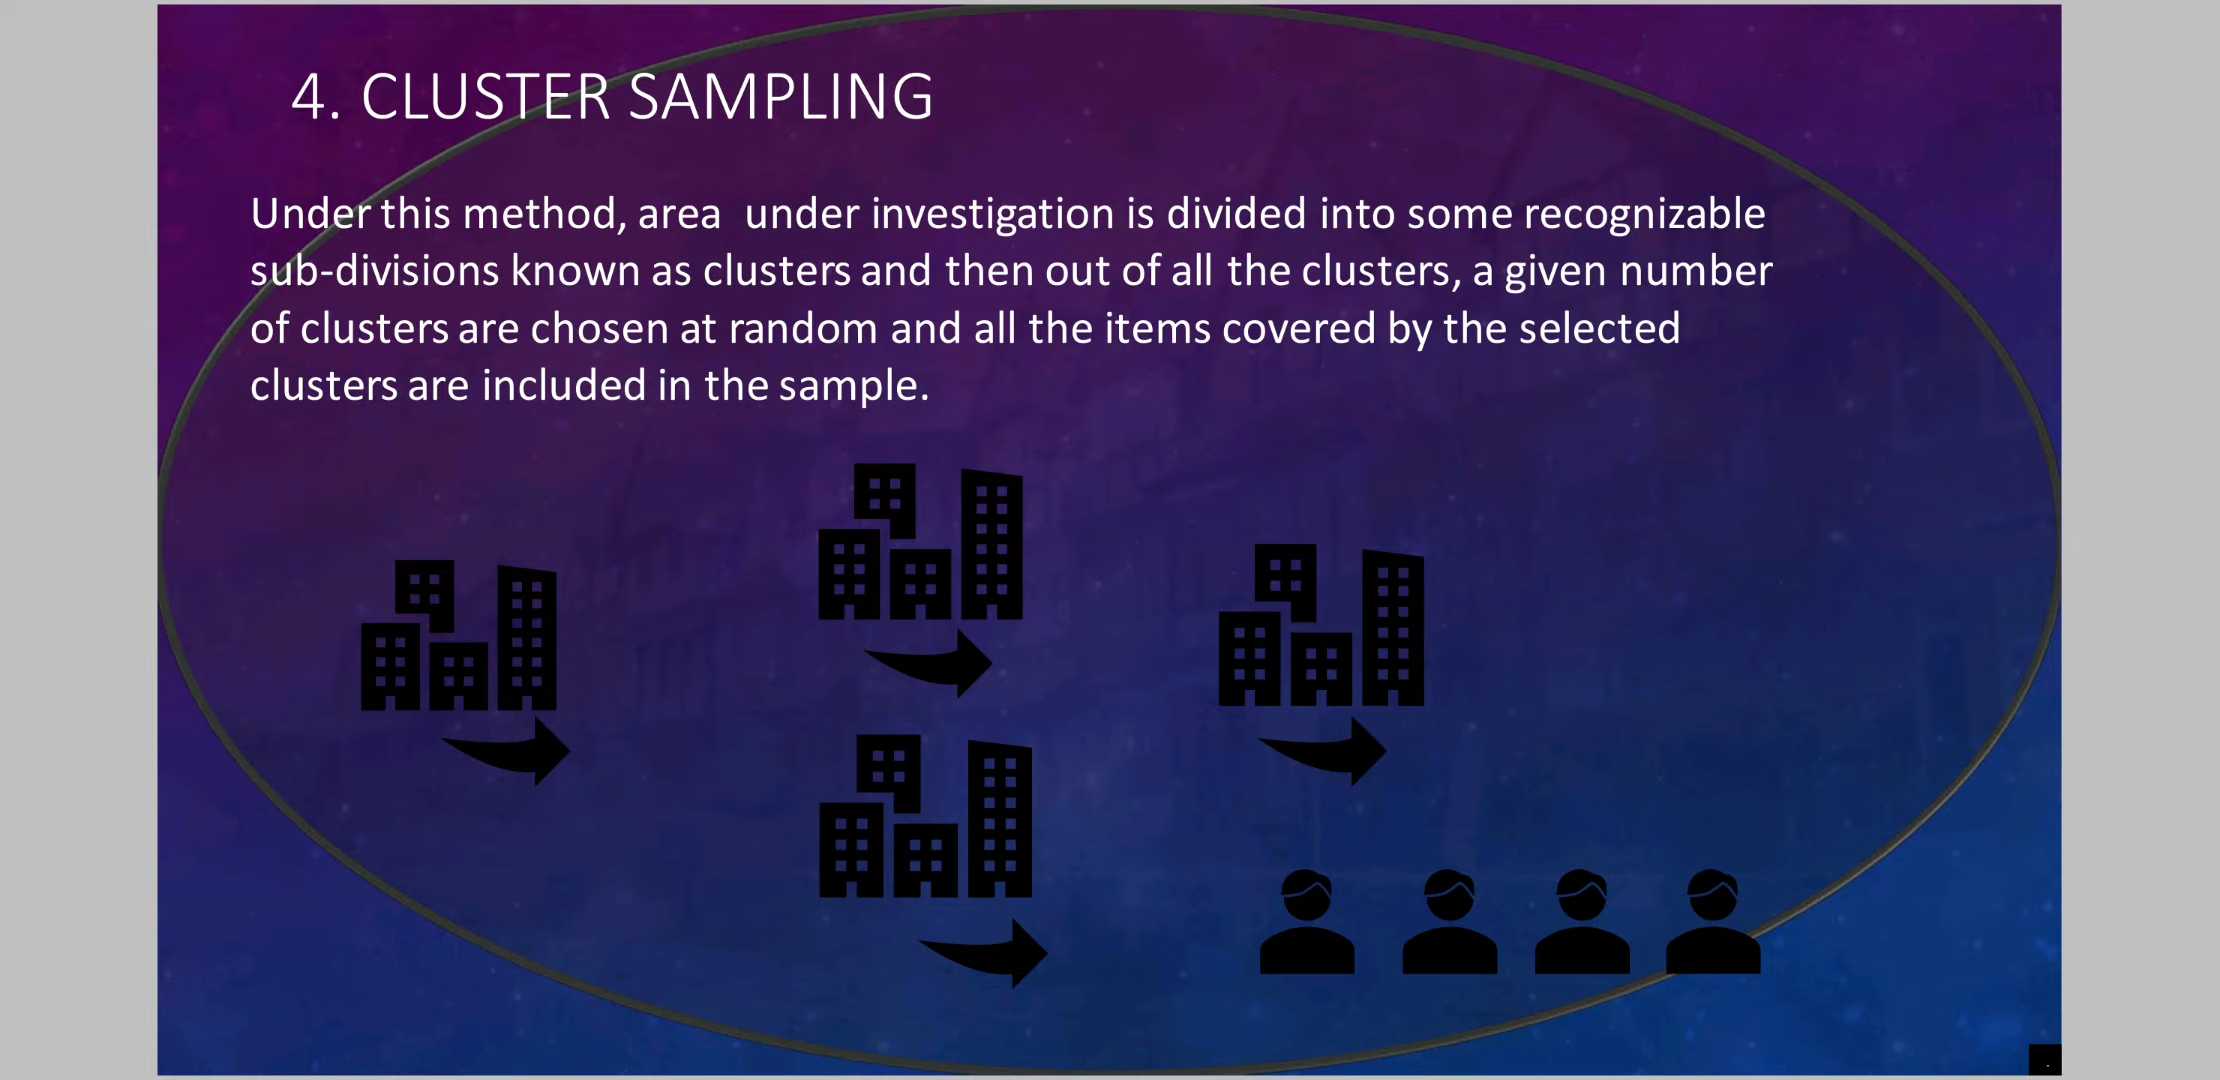 4. CLUSTER SAMPLING
Under this method, area  under investigation is divided into some recognizable
sub-divisions known as clusters and then out of all the clusters, a given number
of clusters are chosen at random and all the items covered by the selected
clusters are included in the sample.